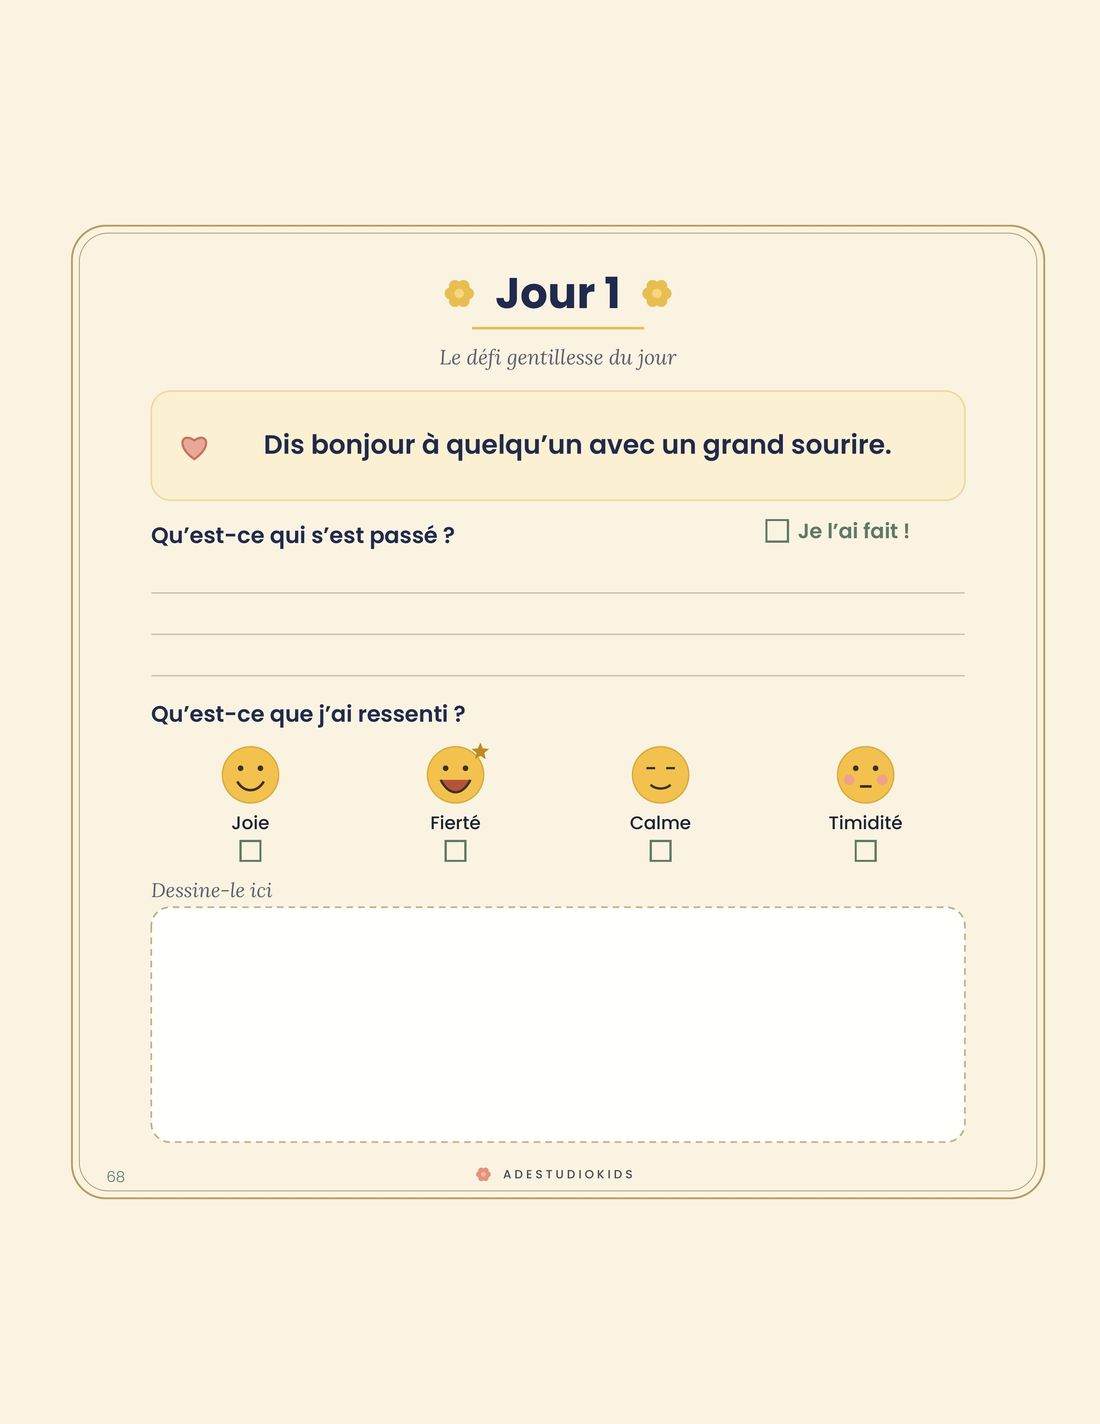 Jour 1
Le défi gentillesse du jour
Dis bonjour à quelqu’un avec un grand sourire.
Qu’est-ce qui s’est passé ?
Je l’ai fait !
Qu’est-ce que j’ai ressenti ?
Joie
Fierté
Calme
Timidité
Dessine-le ici
68
ADESTUDIOKIDS